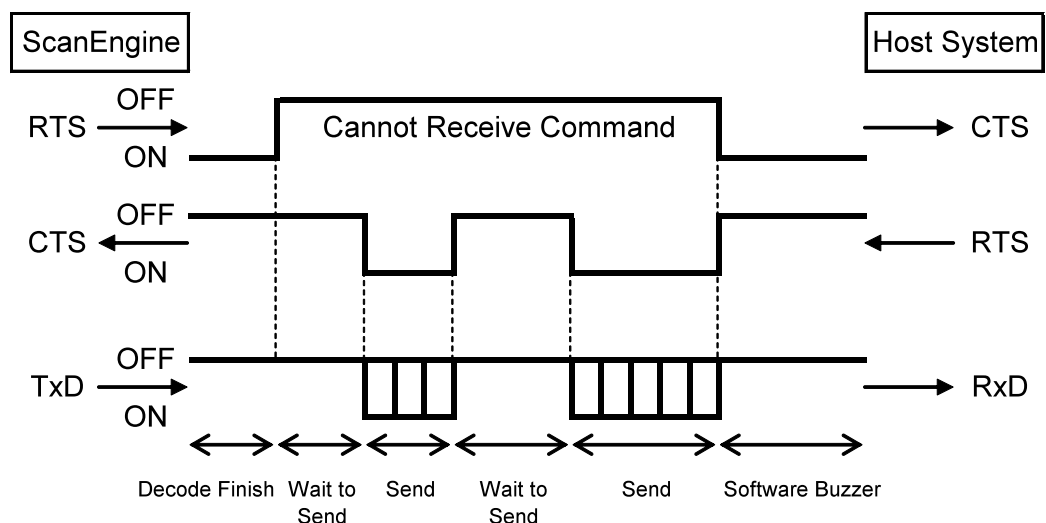 ScanEngine
Host System
OFF
RTS
ON
Cannot Receive Command
CTS
OFF
CTS
ON
RTS
OFF
TxD
ON
RxD
Decode Finish
Wait to
Send
Send
Wait to
Send
Send
Software Buzzer